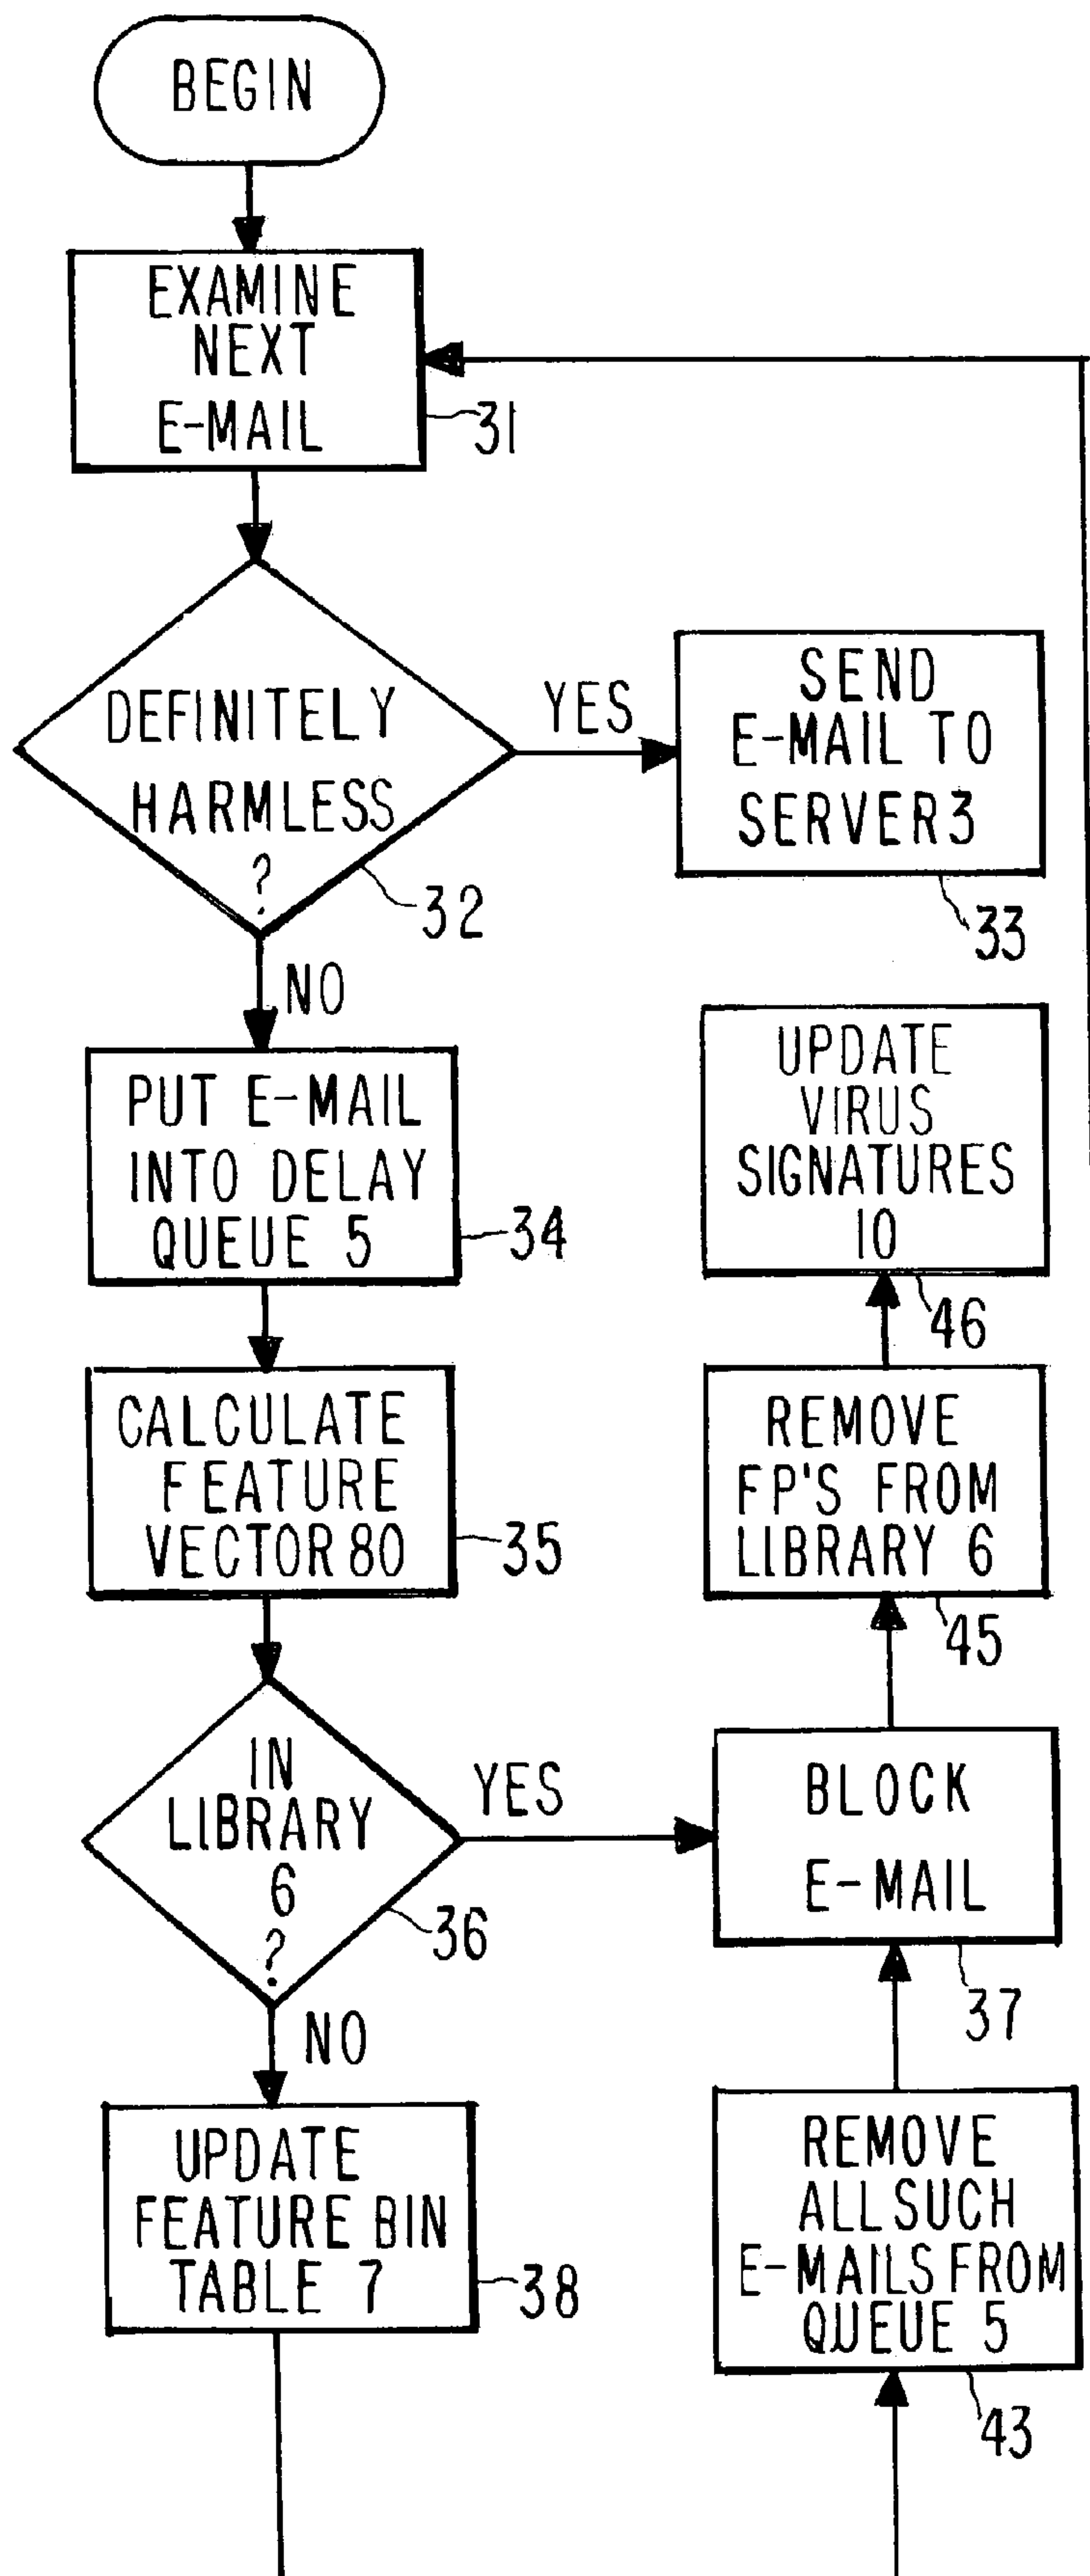 BEGIN
EXAMINE
NEXT
E-MAIL
31
DEFINITELY
HARMLESS
?
32
YES
SEND
E-MAIL TO
SERVER 3
33
NO
PUT E-MAIL
INTO DELAY
QUEUE 5
34
CALCULATE
FEATURE
VECTOR 80
35
IN
LIBRARY
6
?
36
YES
NO
UPDATE
FEATURE BIN
TABLE 7
38
UPDATE
VIRUS
SIGNATURES
10
46
REMOVE
FP'S FROM
LIBRARY 6
45
BLOCK
E-MAIL
37
REMOVE
ALL SUCH
E-MAILS FROM
QUEUE 5
43